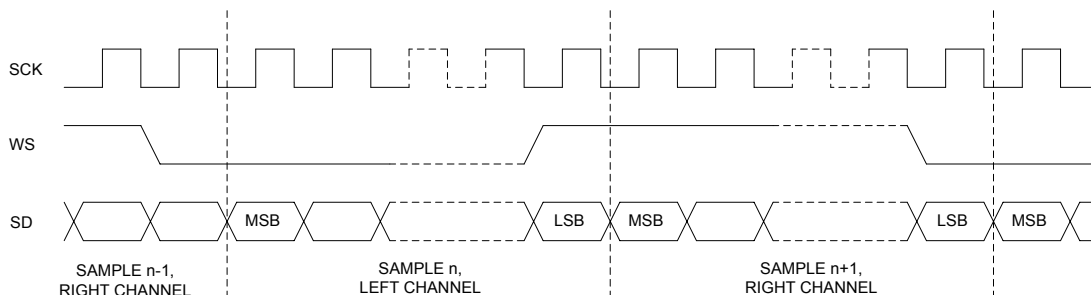 SCK
WS
SD
MSB
LSB
MSB
LSB
MSB
SAMPLE n-1,
RIGHT CHANNEL
SAMPLE n,
LEFT CHANNEL
SAMPLE n+1,
RIGHT CHANNEL